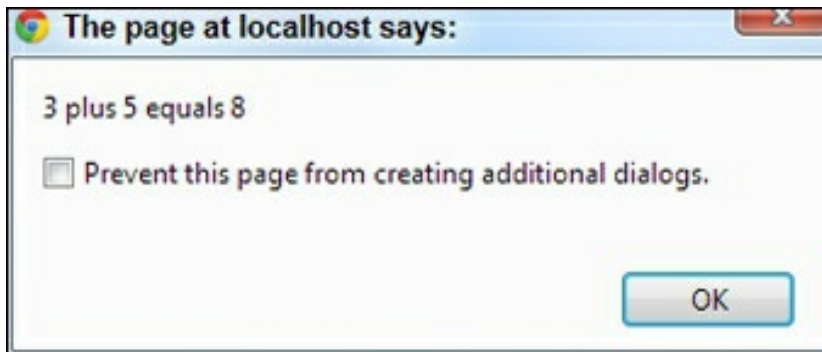 The page at localhost says:
3 plus 5 equals 8
Prevent this page from creating additional dialogs.
OK